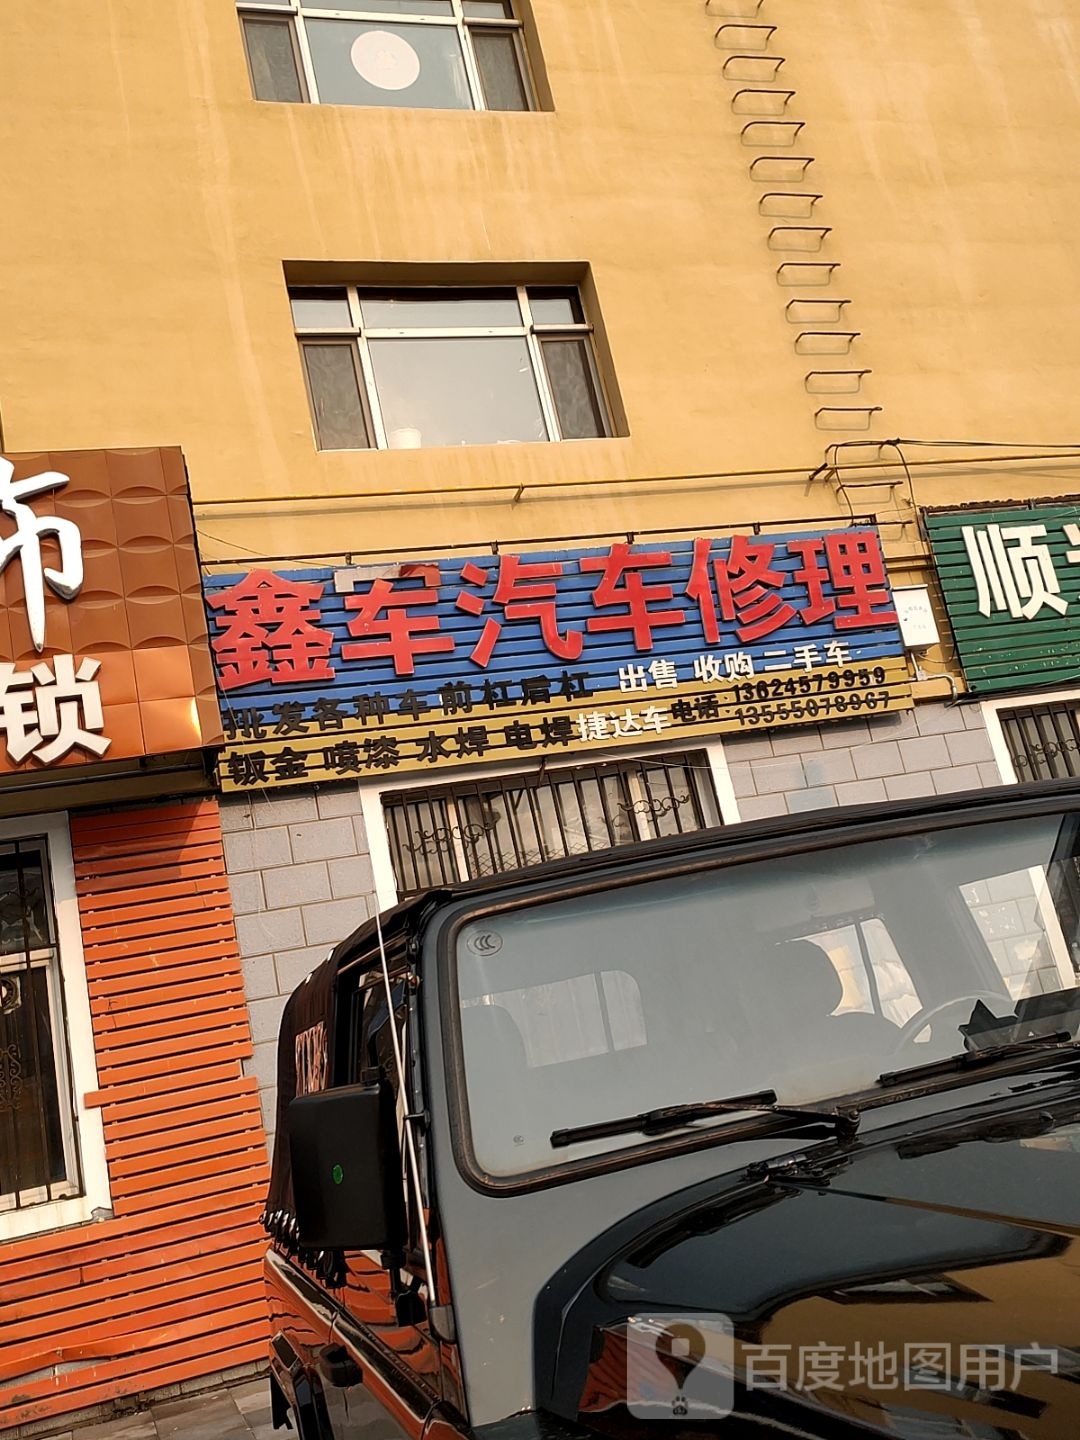 饰
锁
鑫军汽车修理
出售 收购 二手车
批发各种车前杠后杠
钣金 喷漆 水焊 电焊 捷达车 电话:13624579959
13555078967
顺
百度地图用户